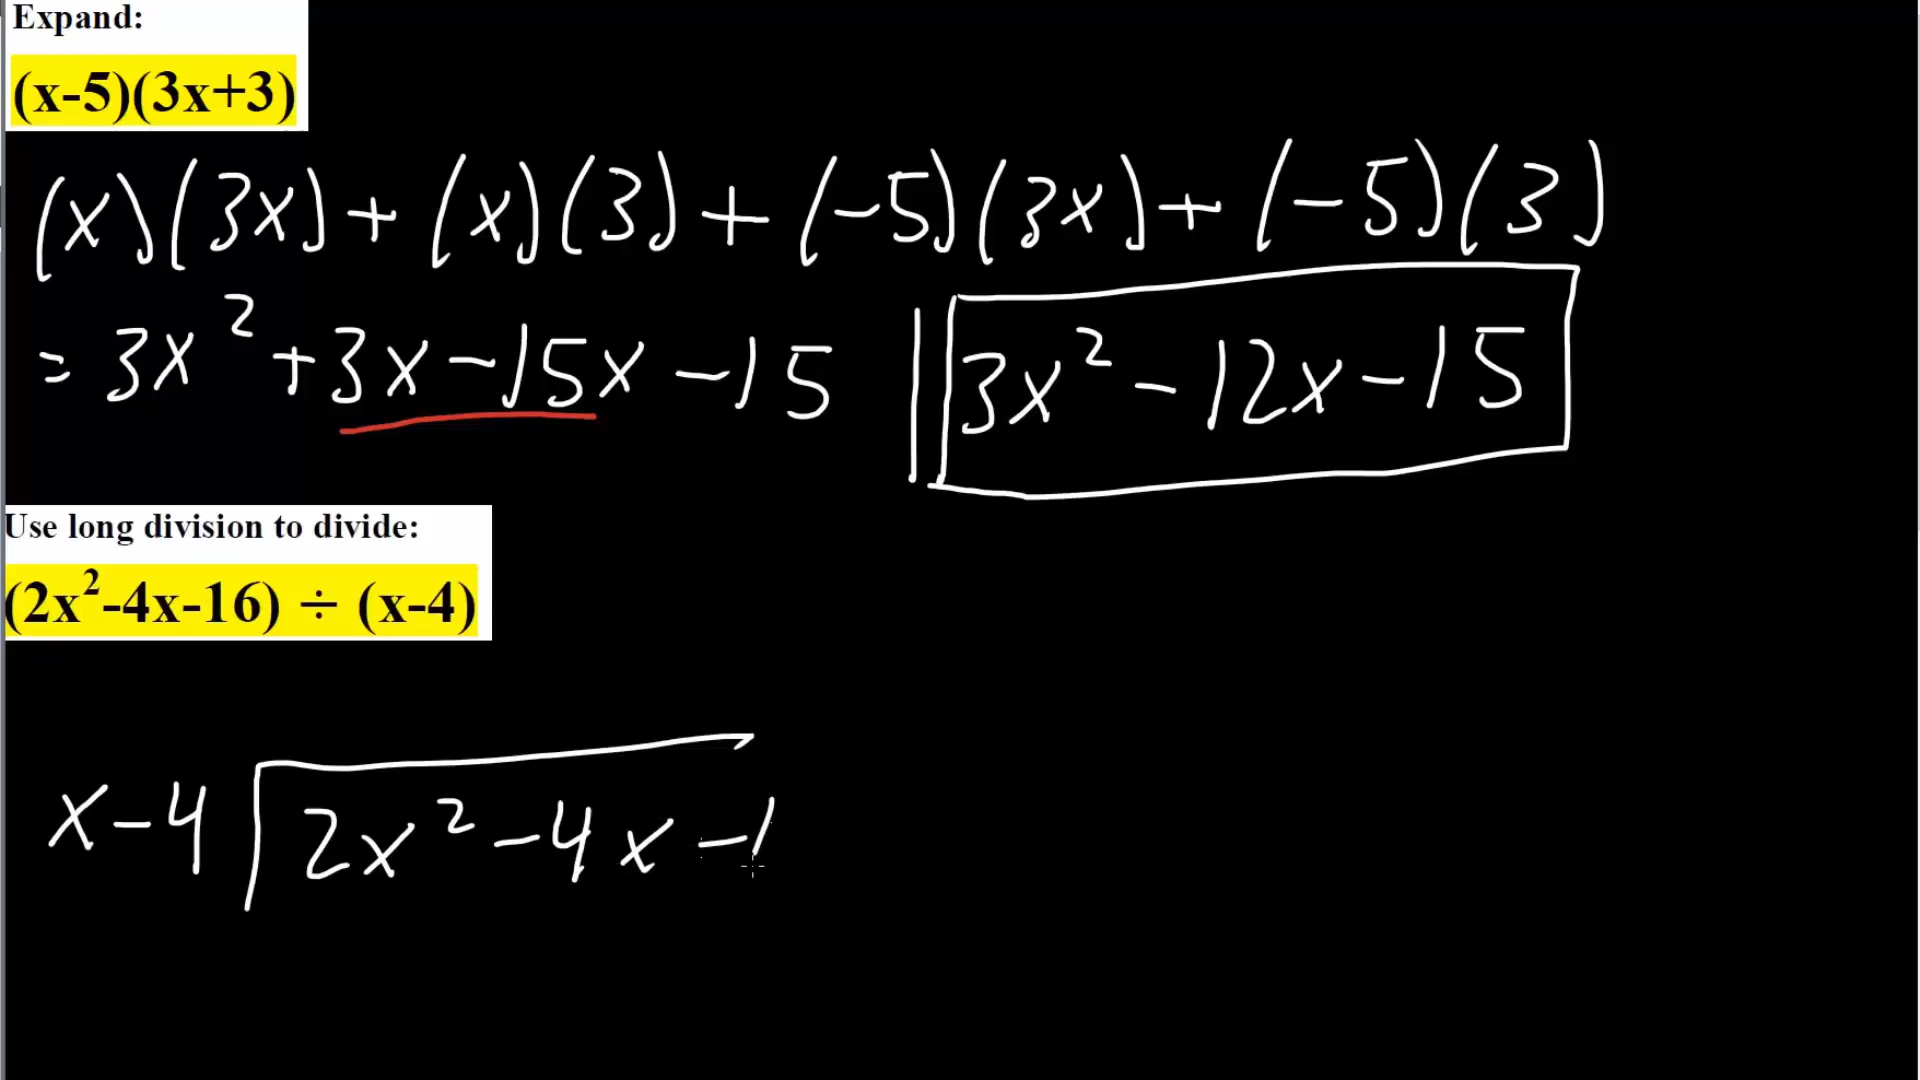 Expand:
(x-5)(3x+3)
(x)(3x)+(x)(3)+(-5)(3x)+(-5)(3)
= 3x²+3x-15x-15 | 3x²-12x-15
Use long division to divide:
(2x²-4x-16) ÷ (x-4)
x-4 2x²-4x-1